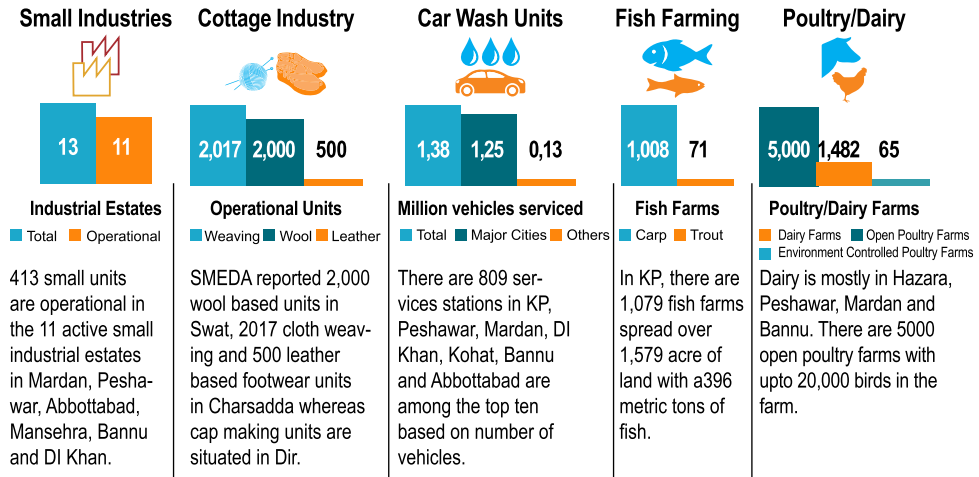 Small Industries
13
11
Industrial Estates
Total
Operational
413 small units
are operational in
the 11 active small
industrial estates
in Mardan, Pesha-
war, Abbottabad,
Mansehra, Bannu
and DI Khan.
Cottage Industry
2,017
2,000
500
Operational Units
Weaving
Wool
Leather
SMEDA reported 2,000
wool based units in
Swat, 2017 cloth weav-
ing and 500 leather
based footwear units
in Charsadda whereas
cap making units are
situated in Dir.
Car Wash Units
1,38
1,25
0,13
Million vehicles serviced
Total
Major Cities
Others
There are 809 ser-
vices stations in KP,
Peshawar, Mardan, DI
Khan, Kohat, Bannu
and Abbottabad are
among the top ten
based on number of
vehicles.
Fish Farming
1,008
71
Fish Farms
Carp
Trout
In KP, there are
1,079 fish farms
spread over
1,579 acre of
land with a396
metric tons of
fish.
Poultry/Dairy
5,000
1,482
65
Poultry/Dairy Farms
Dairy Farms
Open Poultry Farms
Environment Controlled Poultry Farms
Dairy is mostly in Hazara,
Peshawar, Mardan and
Bannu. There are 5000
open poultry farms with
upto 20,000 birds in the
farm.